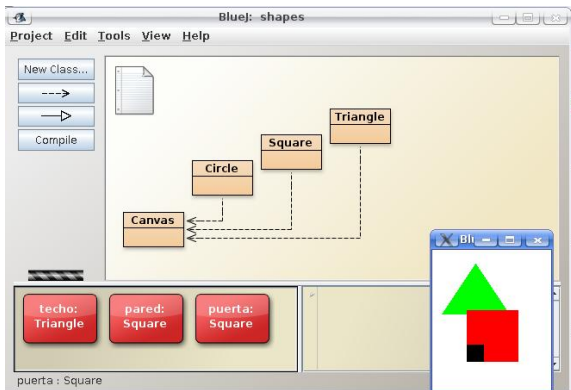 BlueJ: shapes
Project Edit Tools View Help
New Class...
Compile
Triangle
Square
Circle
Canvas
techo:
Triangle
pared:
Square
puerta:
Square
puerta : Square